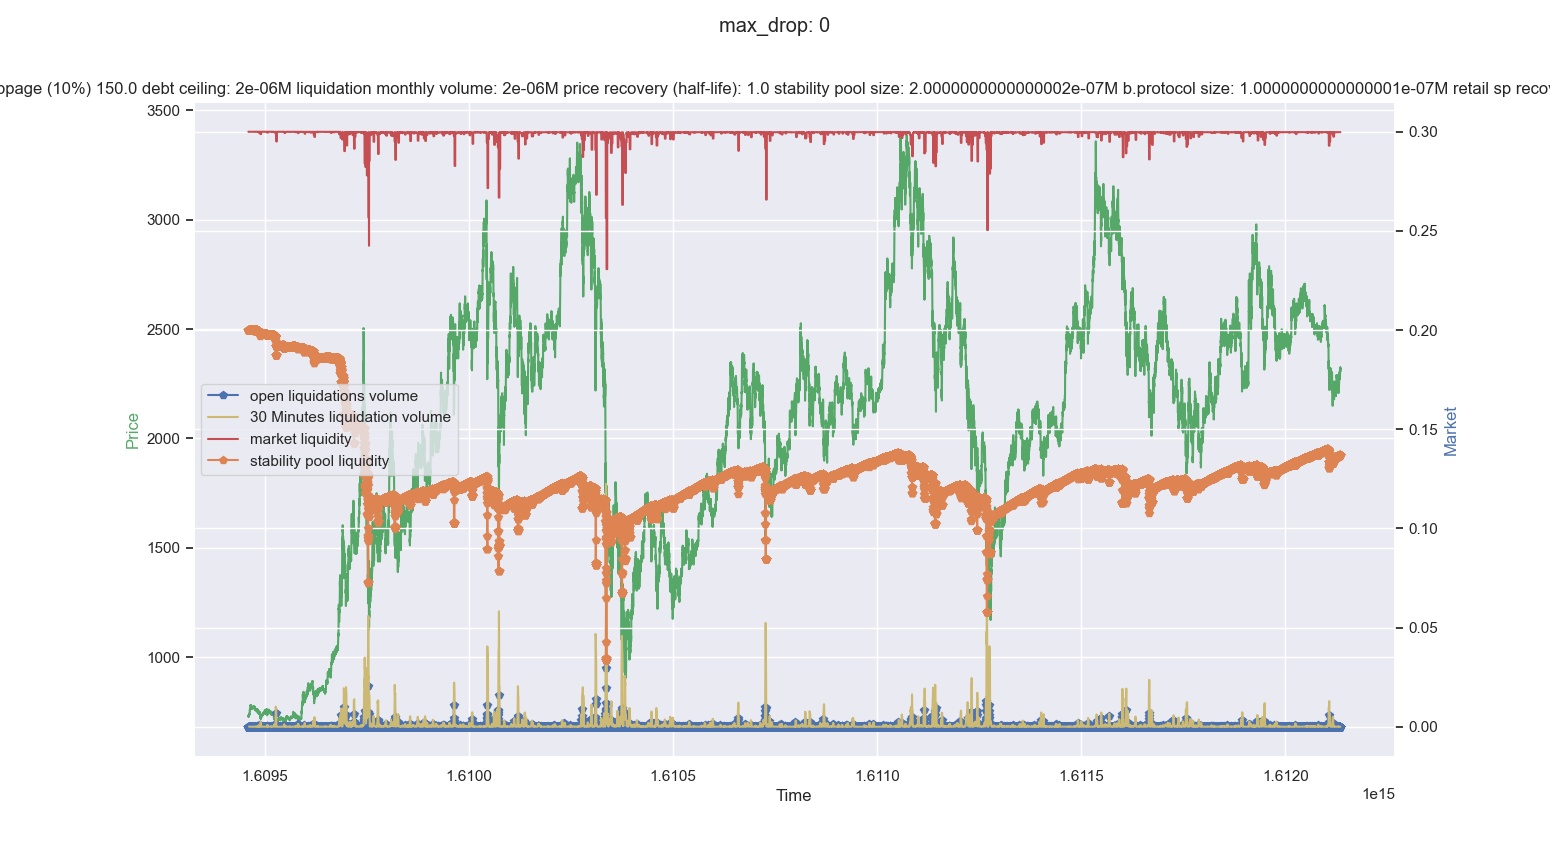 max_drop: 0
150.0 debt ceiling: 2e-06M liquidation monthly volume: 2e-06M price recovery (half-life): 1.0 stability pool size: 2.0000000000000002e-07M b.protocol size: 1.0000000000000001e-07M retail sp
3500
3000
2500
2000
1500
1000
Price
0.30
0.25
0.20
0.15
0.10
0.05
0.00
Market
open liquidations volume
30 Minutes liquidation volume
market liquidity
stability pool liquidity
1.6095
1.6100
1.6105
1.6110
1.6115
1.6120
Time
1e15